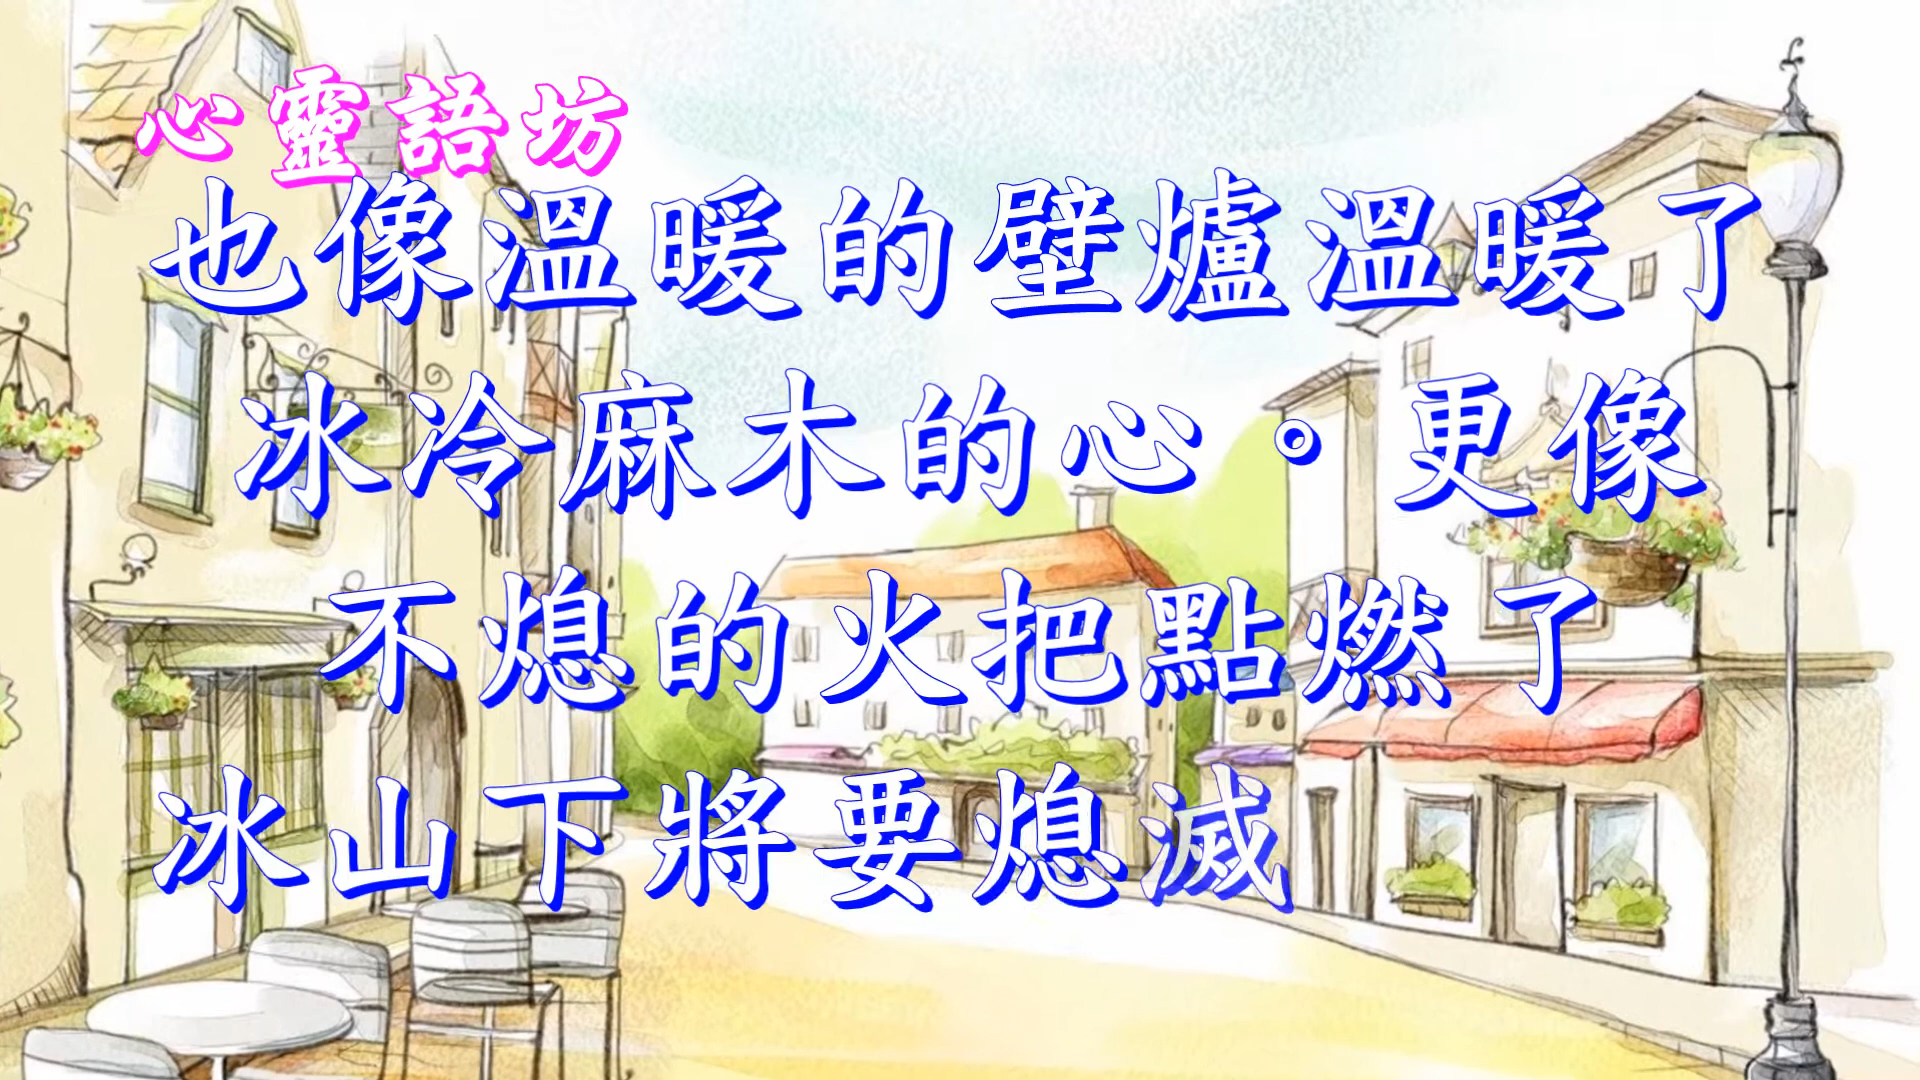 心靈語坊
也像溫暖的壁爐溫暖了
冰冷麻木的心。更像
不熄的火把點燃了
冰山下將要熄滅